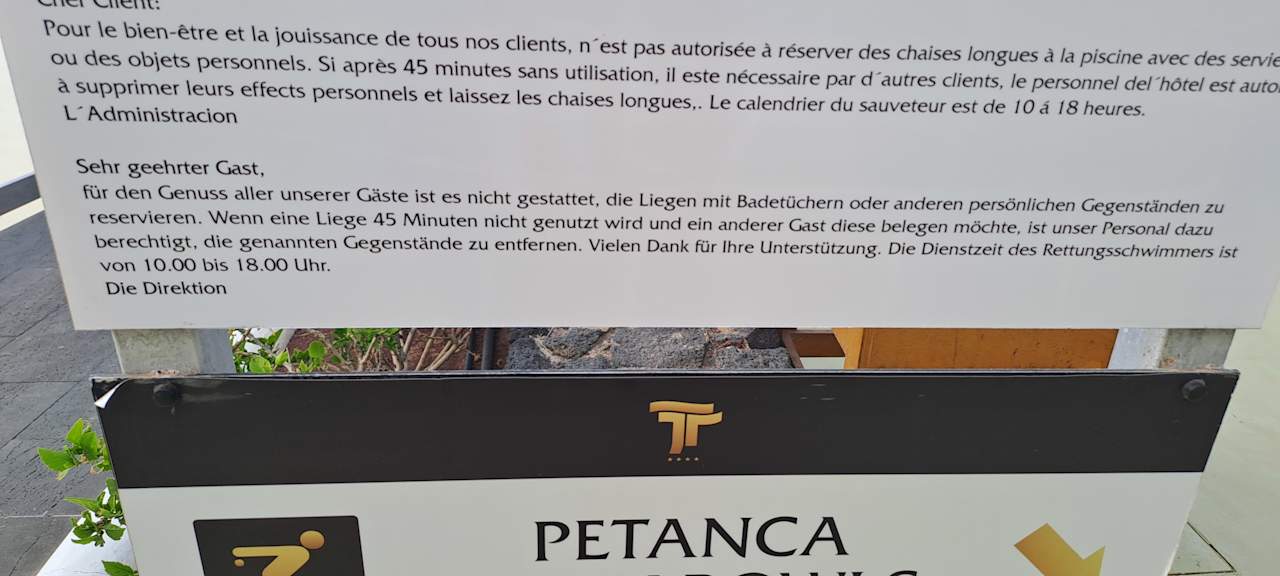 Cher Client:
Pour le bien-être et la jouissance de tous nos clients, n´est pas autorisée à réserver des chaises longues à la piscine avec des
ou des objets personnels. Si après 45 minutes sans utilisation, il este nécessaire par d´autres clients, le personnel del´hôtel est
à supprimer leurs effects personnels et laissez les chaises longues,. Le calendrier du sauveteur est de 10 á 18 heures.
L´Administracion
Sehr geehrter Gast,
für den Genuss aller unserer Gäste ist es nicht gestattet, die Liegen mit Badetüchern oder anderen persönlichen Gegenständen zu
reservieren. Wenn eine Liege 45 Minuten nicht genutzt wird und ein anderer Gast diese belegen möchte, ist unser Personal dazu
berechtigt, die genannten Gegenstände zu entfernen. Vielen Dank für Ihre Unterstützung. Die Dienstzeit des Rettungsschwimmers ist
von 10.00 bis 18.00 Uhr.
Die Direktion
PETANCA